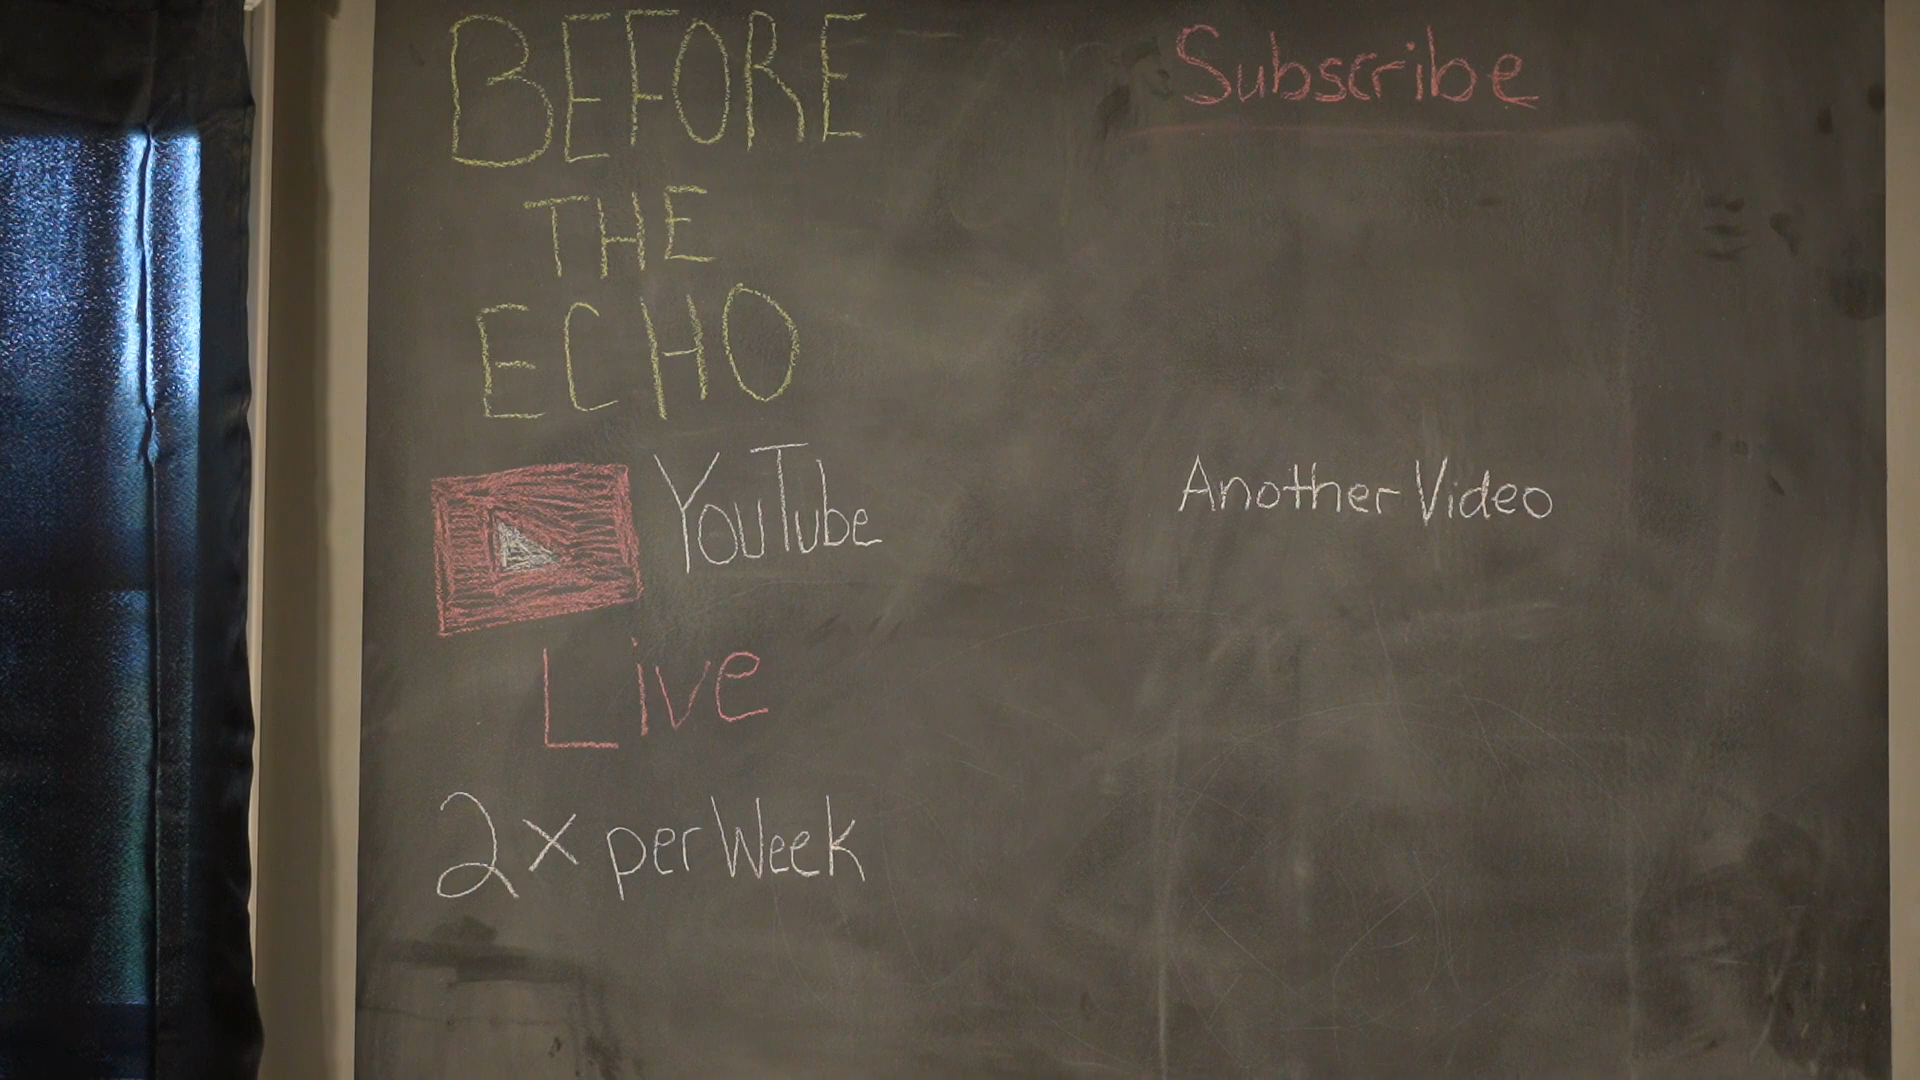 BEFORE
THE
ECHO
YouTube
Live
2x per Week
Subscribe
Another Video